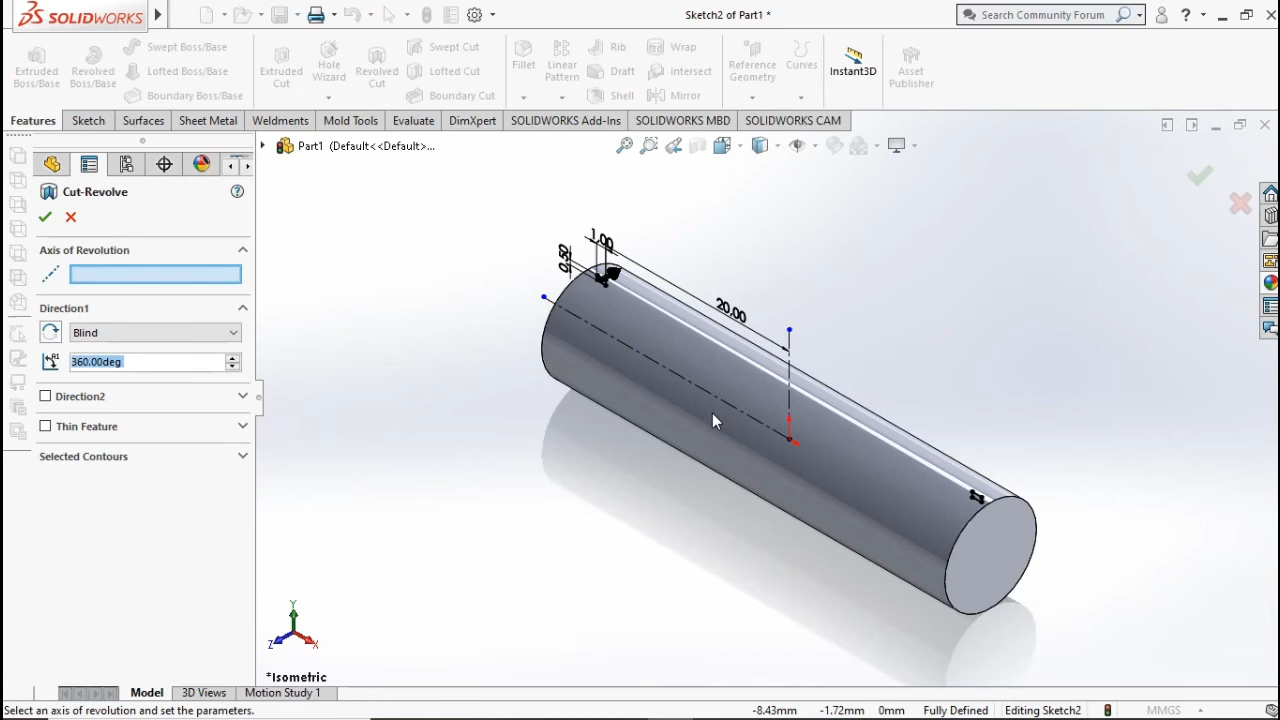 SOLIDWORKS
Sketch2 of Part1 *
Search Community Forum
?
Extruded Boss/Base
Revolved Boss/Base
Swept Boss/Base
Lofted Boss/Base
Boundary Boss/Base
Extruded Cut
Hole Wizard
Revolved Cut
Swept Cut
Lofted Cut
Boundary Cut
Fillet
Linear Pattern
Rib
Draft
Shell
Wrap
Intersect
Mirror
Reference Geometry
Curves
Instant3D
Asset Publisher
Features
Sketch
Surfaces
Sheet Metal
Weldments
Mold Tools
Evaluate
DimXpert
SOLIDWORKS Add-Ins
SOLIDWORKS MBD
SOLIDWORKS CAM
Part1 (Default<<Default>...
Cut-Revolve
?
Axis of Revolution
Direction1
Blind
A1
360.00deg
Direction2
Thin Feature
Selected Contours
1,00
0,50
20,00
Y
Z
X
*Isometric
Model
3D Views
Motion Study 1
Select an axis of revolution and set the parameters.
-8.43mm
-1.72mm
0mm
Fully Defined
Editing Sketch2
MMGS